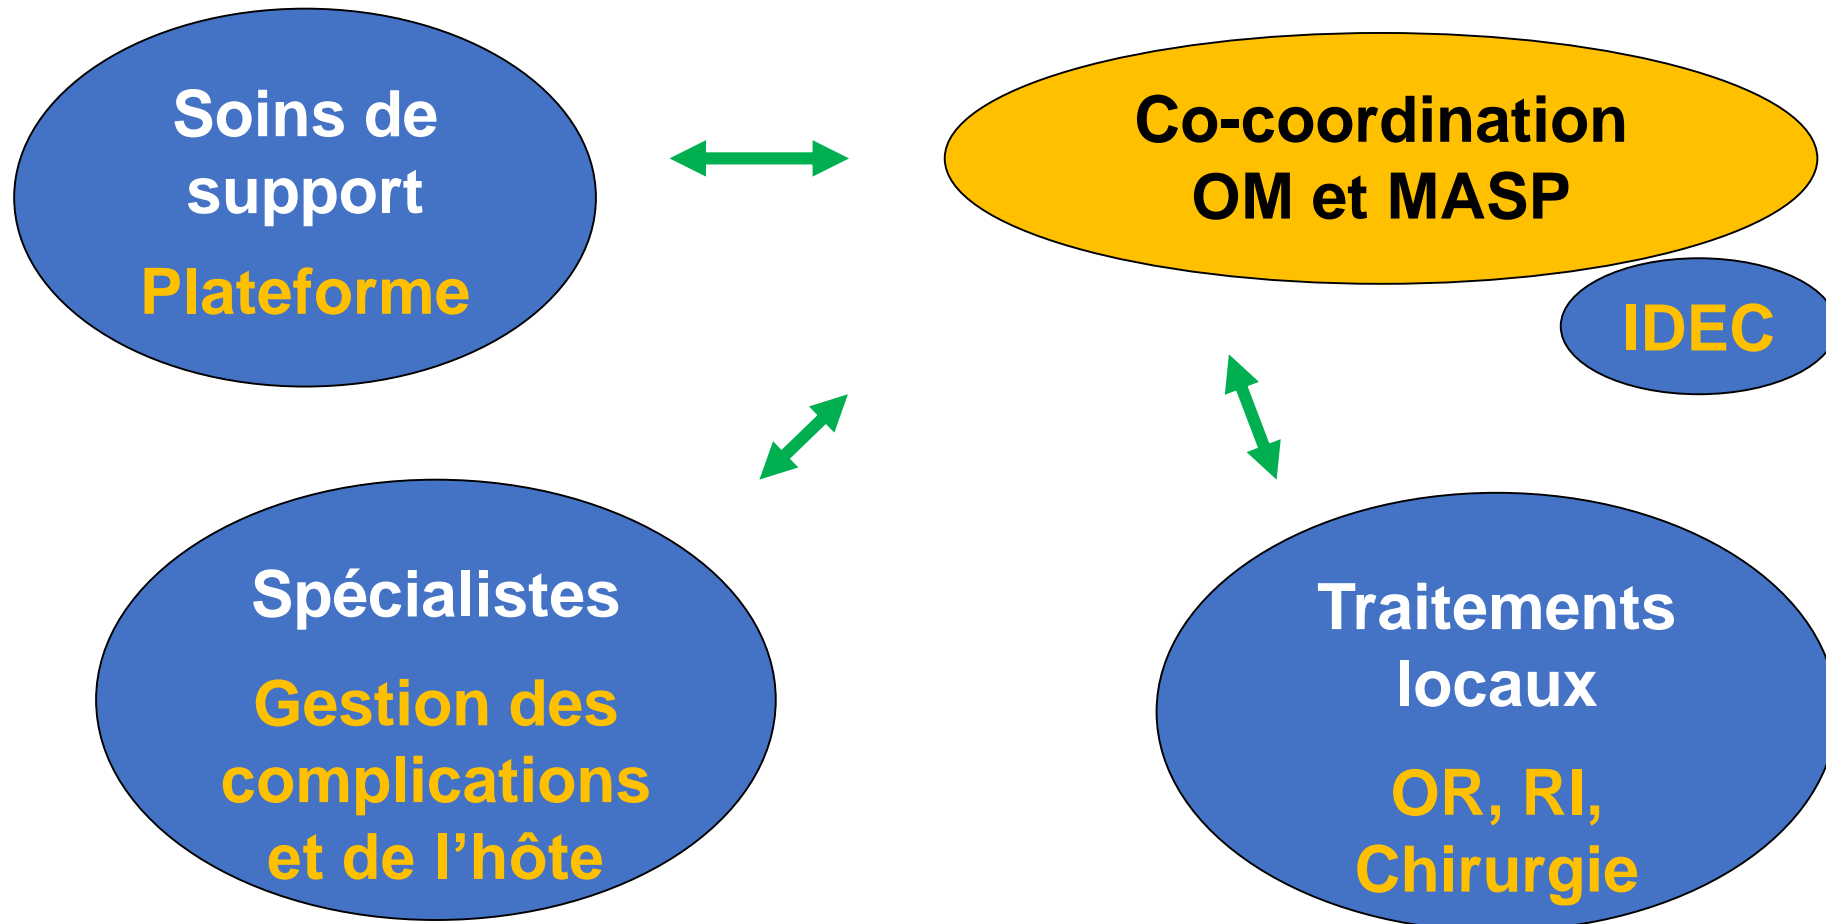 Soins de
support
Plateforme
Co-coordination
OM et MASP
IDEC
Spécialistes
Gestion des
complications
et de l’hôte
Traitements
locaux
OR, RI,
Chirurgie